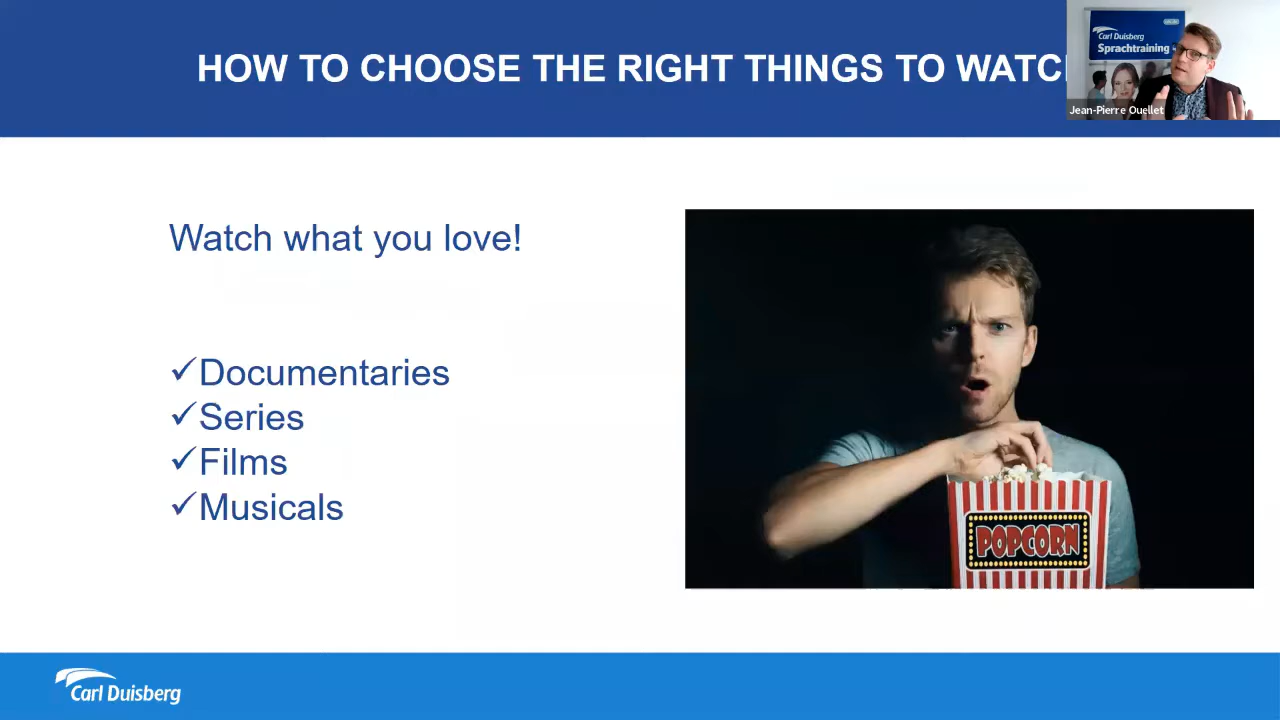 HOW TO CHOOSE THE RIGHT THINGS TO WATC
Carl Duisberg
Sprachtraining
Jean-Pierre Ouellet
Watch what you love!
✓Documentaries
✓Series
✓Films
✓Musicals
POPCORN
Carl Duisberg